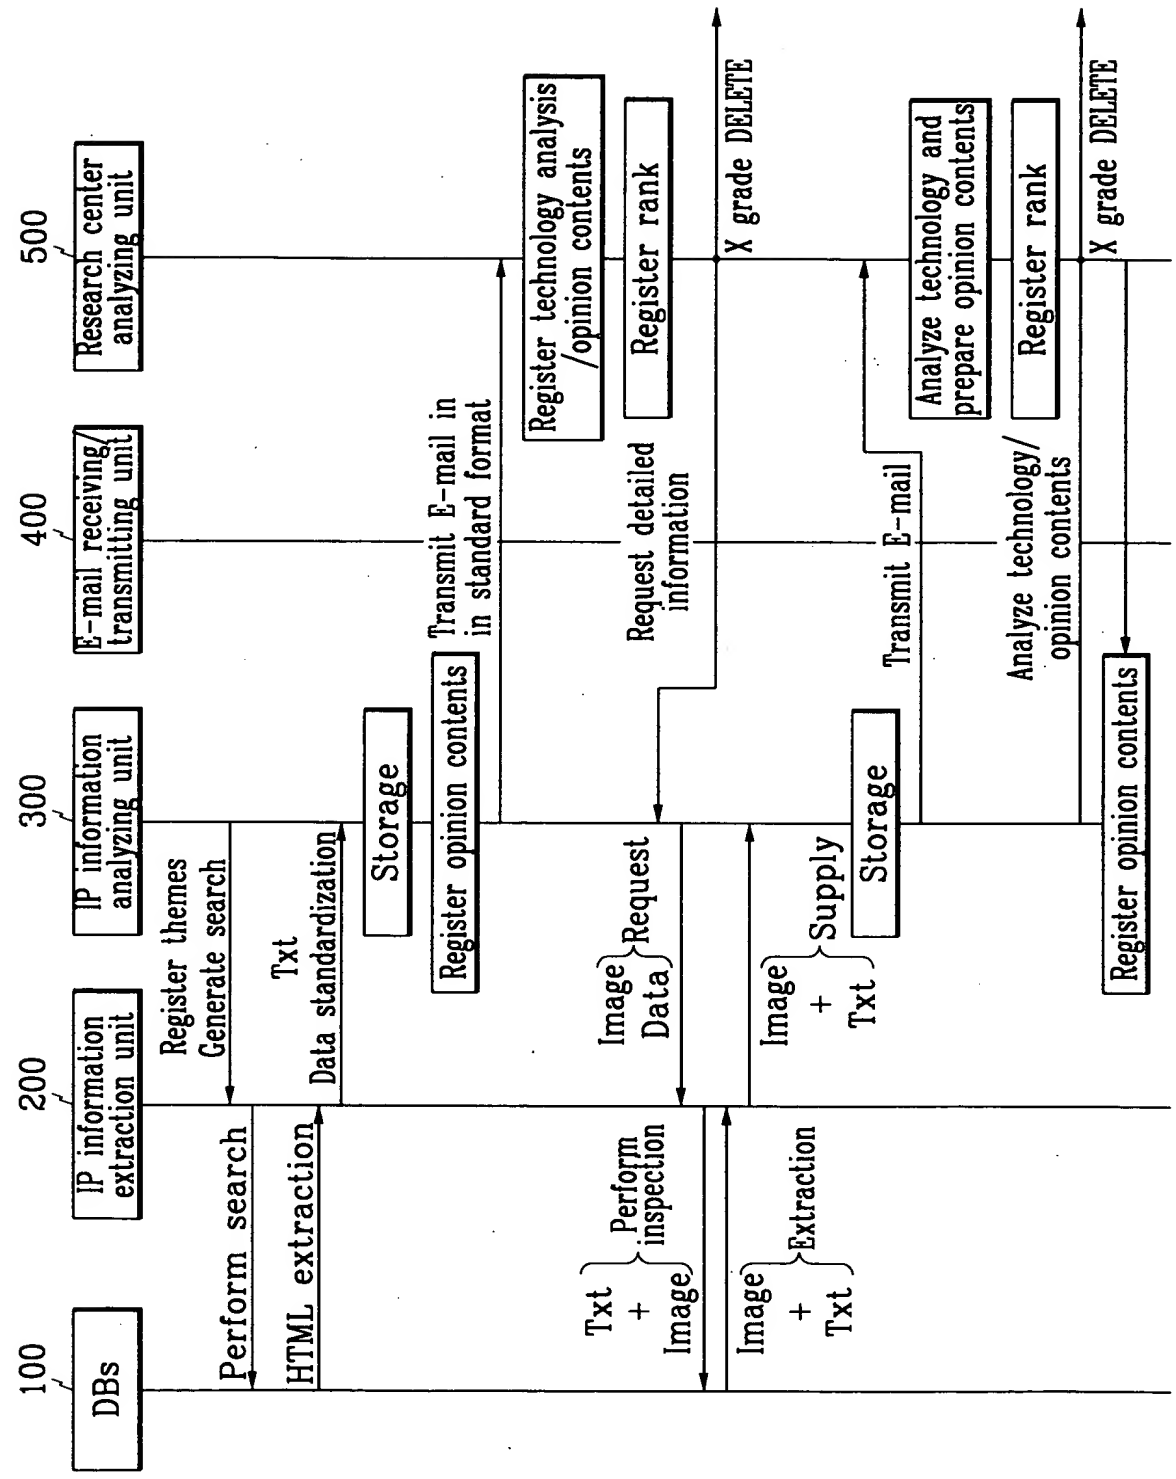 100
DBs
200
IP information
extraction unit
300
IP information
analyzing unit
400
E-mail receiving/
transmitting unit
500
Research center
analyzing unit
Register themes
Generate search
Perform search
HTML extraction
Txt
Data standardization
Storage
Register opinion contents
Transmit E-mail in
in standard format
Register technology analysis
/opinion contents
Register rank
Request detailed
information
X grade DELETE
Image
Data
Request
Txt
+
Image
Perform
inspection
Image
+
Txt
Extraction
Image
+
Txt
Supply
Storage
Transmit E-mail
Analyze technology and
prepare opinion contents
Register rank
Analyze technology/
opinion contents
X grade DELETE
Register opinion contents